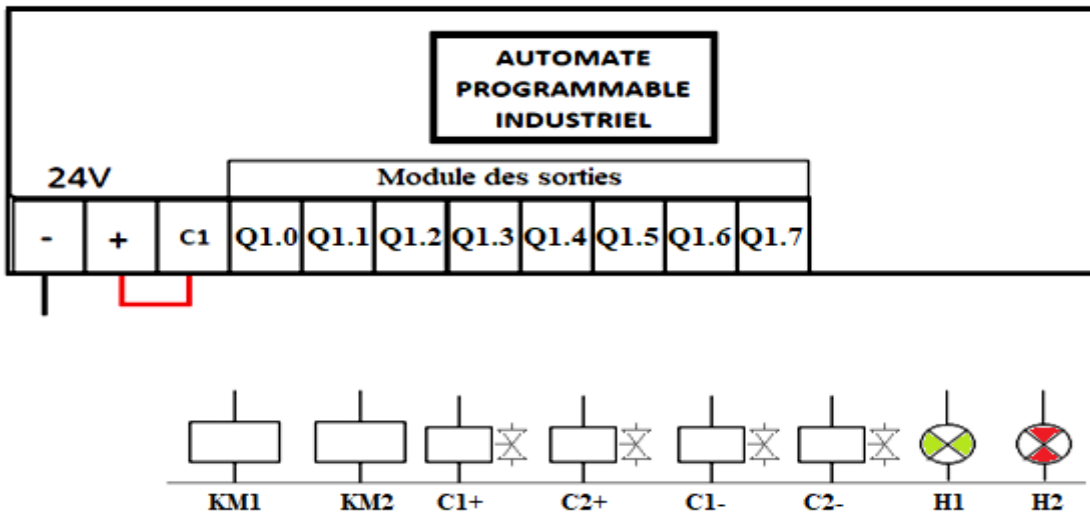 AUTOMATE
PROGRAMMABLE
INDUSTRIEL
24V
Module des sorties
- + C1 Q1.0 Q1.1 Q1.2 Q1.3 Q1.4 Q1.5 Q1.6 Q1.7
KM1 KM2 C1+ C2+ C1- C2- H1 H2